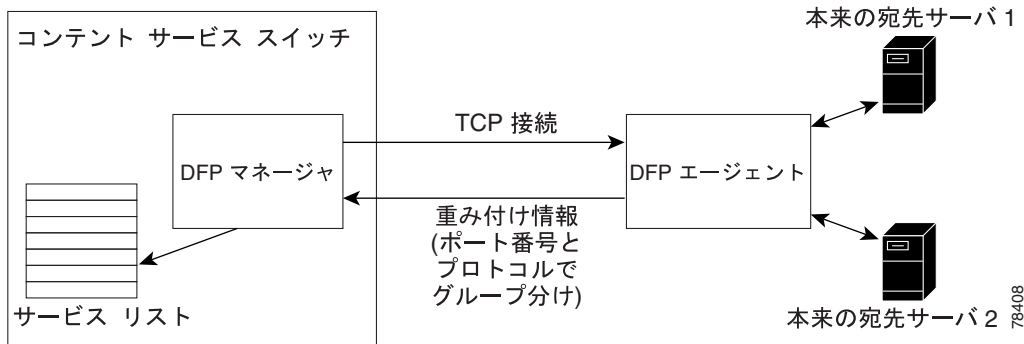 コンテント サービス スイッチ
DFP マネージャ
サービス リスト
TCP 接続
重み付け情報
(ポート番号と
プロトコルで
グループ分け)
DFP エージェント
本来の宛先サーバ 1
本来の宛先サーバ 2
78408